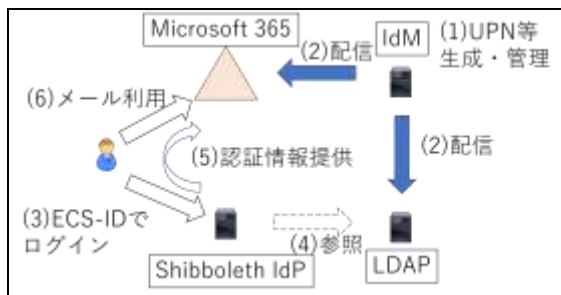 Microsoft 365
IdM
(1)UPN等
生成・管理
(2)配信
(6)メール利用
(5)認証情報提供
(2)配信
(3)ECS-IDで
ログイン
(4)参照
Shibboleth IdP
LDAP